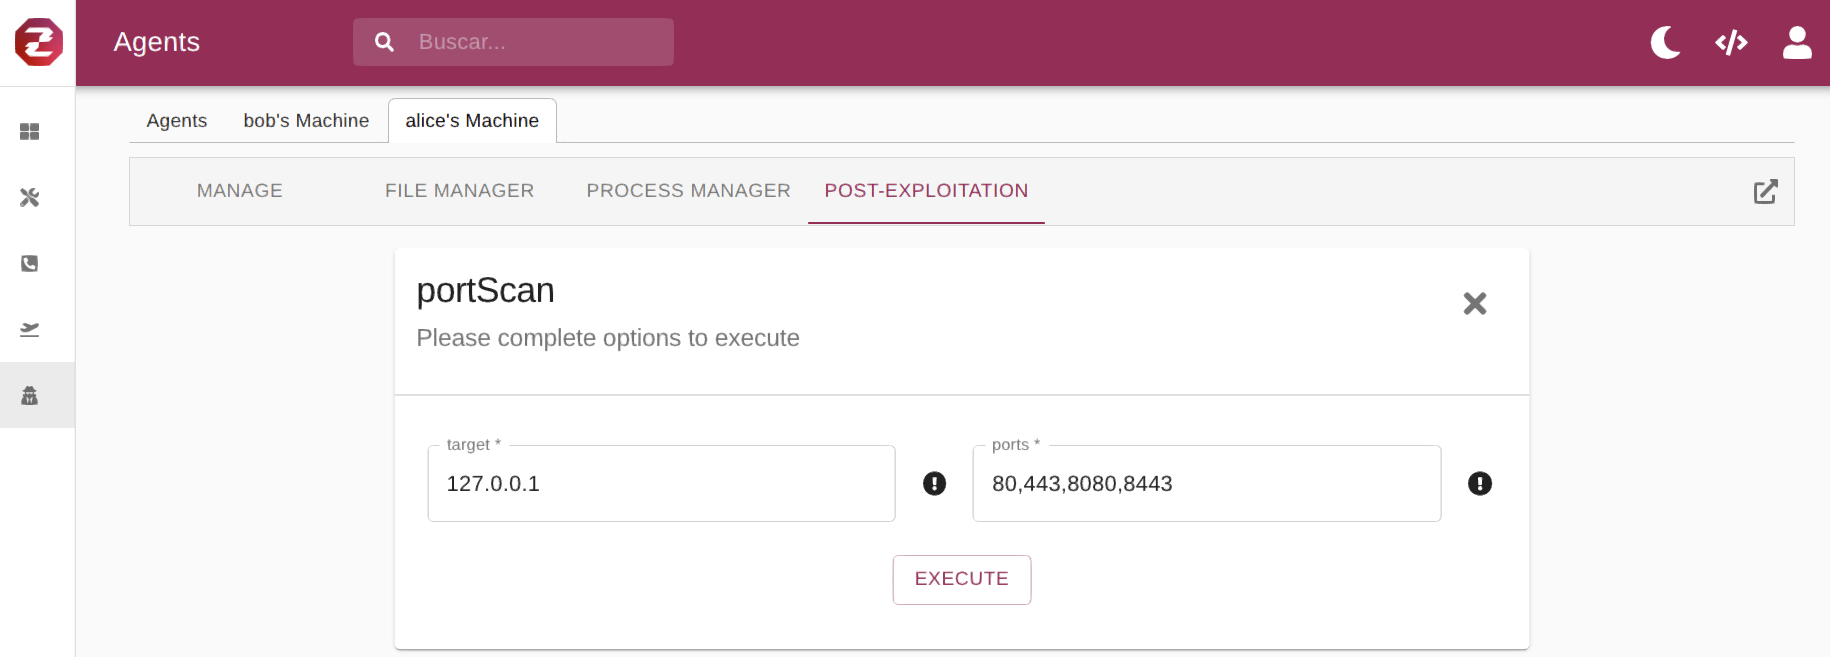 Agents
Buscar...
Agents
bob's Machine
alice's Machine
MANAGE
FILE MANAGER
PROCESS MANAGER
POST-EXPLOITATION
portScan
Please complete options to execute
target *
127.0.0.1
ports *
80,443,8080,8443
EXECUTE